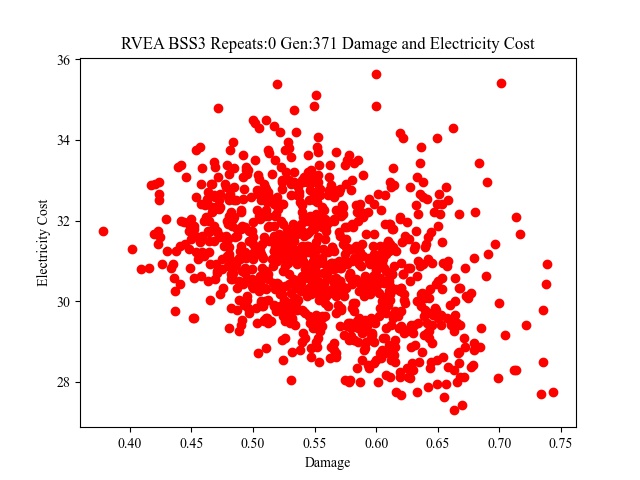 RVEA BSS3 Repeats:0 Gen:371 Damage and Electricity Cost
36
34
32
30
28
Electricity Cost
0.40 0.45 0.50 0.55 0.60 0.65 0.70 0.75
Damage